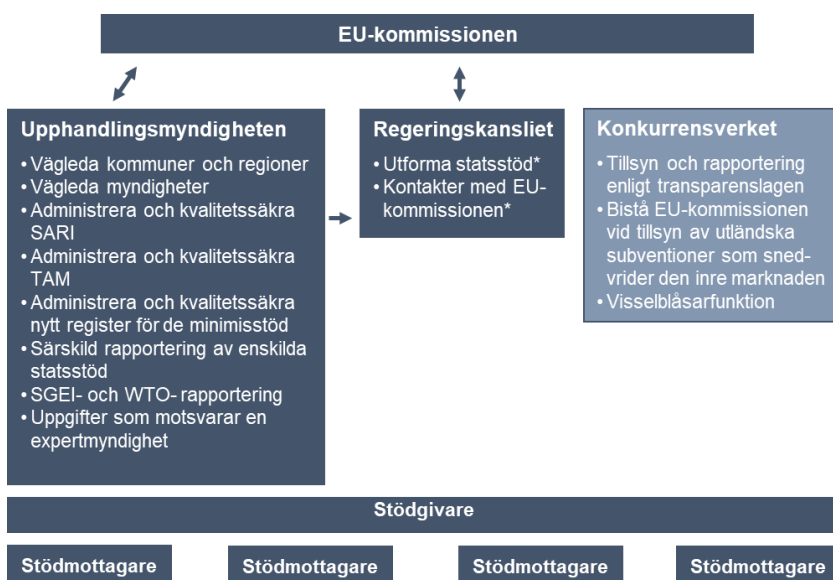 EU-kommissionen
Upphandlingsmyndigheten
• Vägleda kommuner och regioner
• Vägleda myndigheter
• Administrera och kvalitetssäkra
SARI
• Administrera och kvalitetssäkra
TAM
• Administrera och kvalitetssäkra
nytt register för de minimisstöd
• Särskild rapportering av enskilda
statsstöd
• SGEI- och WTO- rapportering
• Uppgifter som motsvarar en
expertmyndighet
Regeringskansliet
• Utforma statsstöd*
• Kontakter med EU-
kommissionen*
Konkurrensverket
• Tillsyn och rapportering
enligt transparenslagen
• Bistå EU-kommissionen
vid tillsyn av utländska
subventioner som sned-
vrider den inre marknaden
• Visselblåsarfunktion
Stödgivare
Stödmottagare
Stödmottagare
Stödmottagare
Stödmottagare